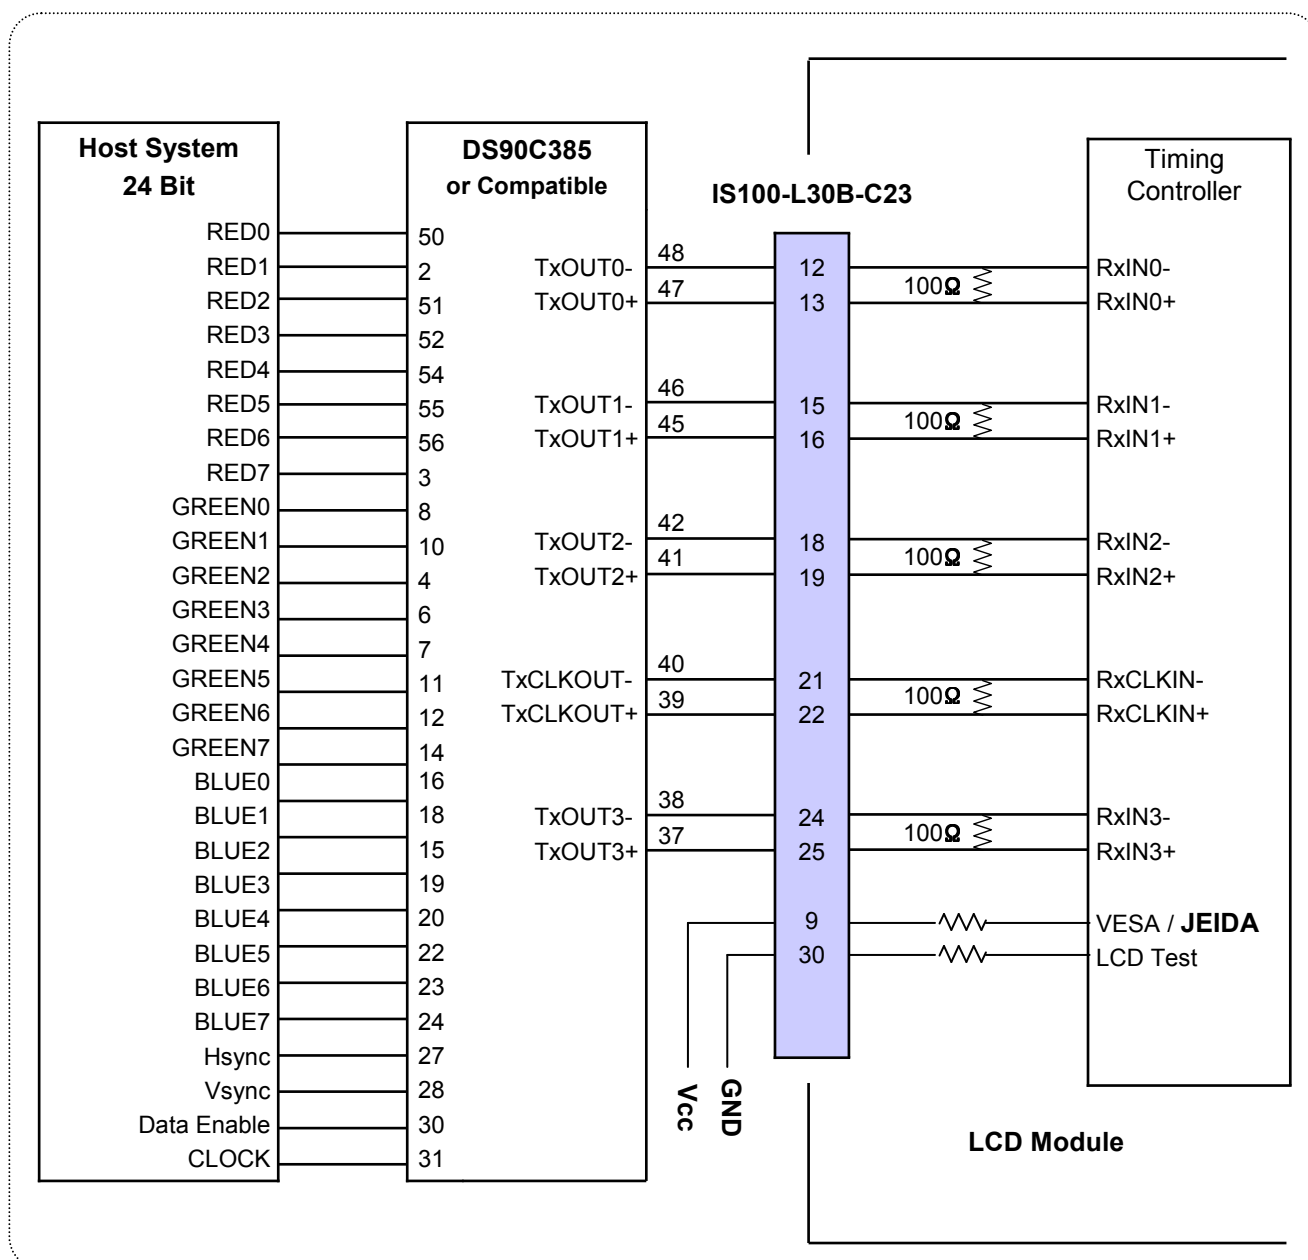 Host System
24 Bit
RED0
RED1
RED2
RED3
RED4
RED5
RED6
RED7
GREEN0
GREEN1
GREEN2
GREEN3
GREEN4
GREEN5
GREEN6
GREEN7
BLUE0
BLUE1
BLUE2
BLUE3
BLUE4
BLUE5
BLUE6
BLUE7
Hsync
Vsync
Data Enable
CLOCK
DS90C385
or Compatible
50
2
51
52
54
55
56
3
8
10
4
6
7
11
12
14
16
18
15
19
20
22
23
24
27
28
30
31
TxOUT0- 48
TxOUT0+ 47
TxOUT1- 46
TxOUT1+ 45
TxOUT2- 42
TxOUT2+ 41
TxCLKOUT- 40
TxCLKOUT+ 39
TxOUT3- 38
TxOUT3+ 37
IS100-L30B-C23
12
13
15
16
18
19
21
22
24
25
9
30
Vcc
GND
100Ω
100Ω
100Ω
100Ω
100Ω
Timing
Controller
RxIN0-
RxIN0+
RxIN1-
RxIN1+
RxIN2-
RxIN2+
RxCLKIN-
RxCLKIN+
RxIN3-
RxIN3+
VESA / JEIDA
LCD Test
LCD Module